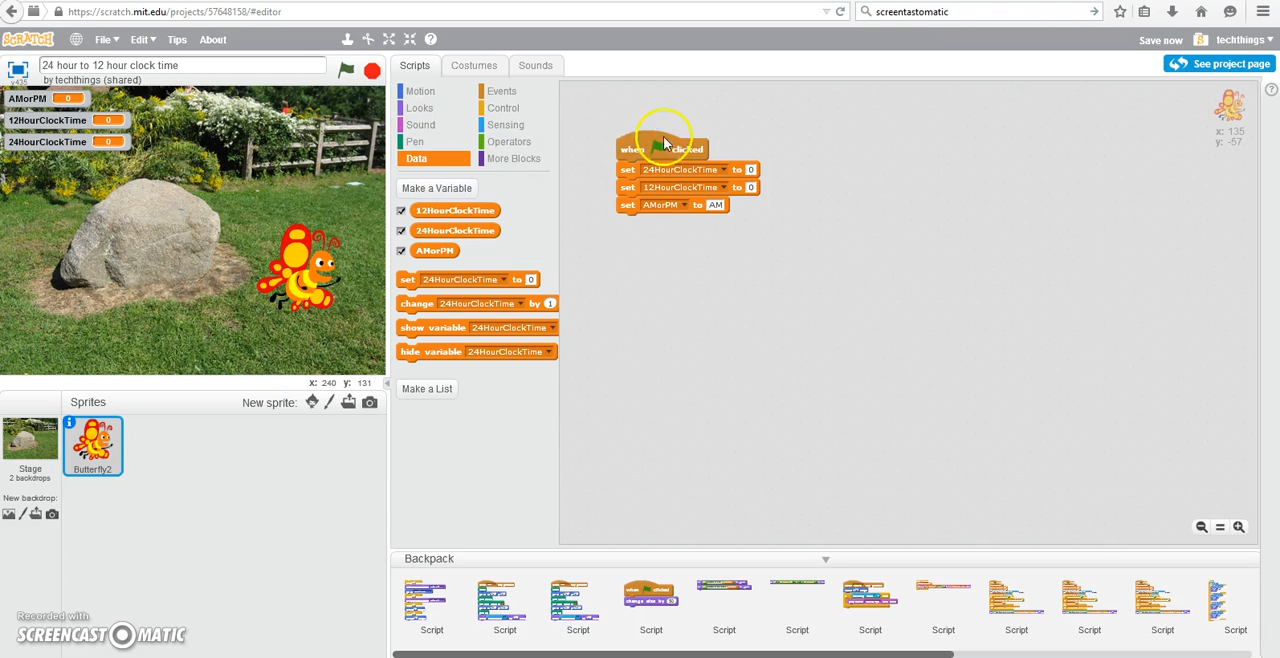 https://scratch.mit.edu/projects/57648158/#editor
screentastomatic
SCRATCH
File
Edit
Tips
About
Save now
techthings
24 hour to 12 hour clock time
by techthings (shared)
v435
Scripts
Costumes
Sounds
See project page
AMorPM 0
12HourClockTime 0
24HourClockTime 0
Motion
Events
Looks
Control
Sound
Sensing
Pen
Operators
Data
More Blocks
Make a Variable
12HourClockTime
24HourClockTime
AMorPM
set 24HourClockTime to 0
change 24HourClockTime by 1
show variable 24HourClockTime
hide variable 24HourClockTime
Make a List
when clicked
set 24HourClockTime to 0
set 12HourClockTime to 0
set AMorPM to AM
x: 135
y: -57
x: 240 y: 131
Sprites
New sprite:
Stage
2 backdrops
New backdrop:
Butterfly2
Backpack
Script
Script
Script
Script
Script
Script
Script
Script
Script
Script
Script
Script
Recorded with
SCREENCAST-O-MATIC